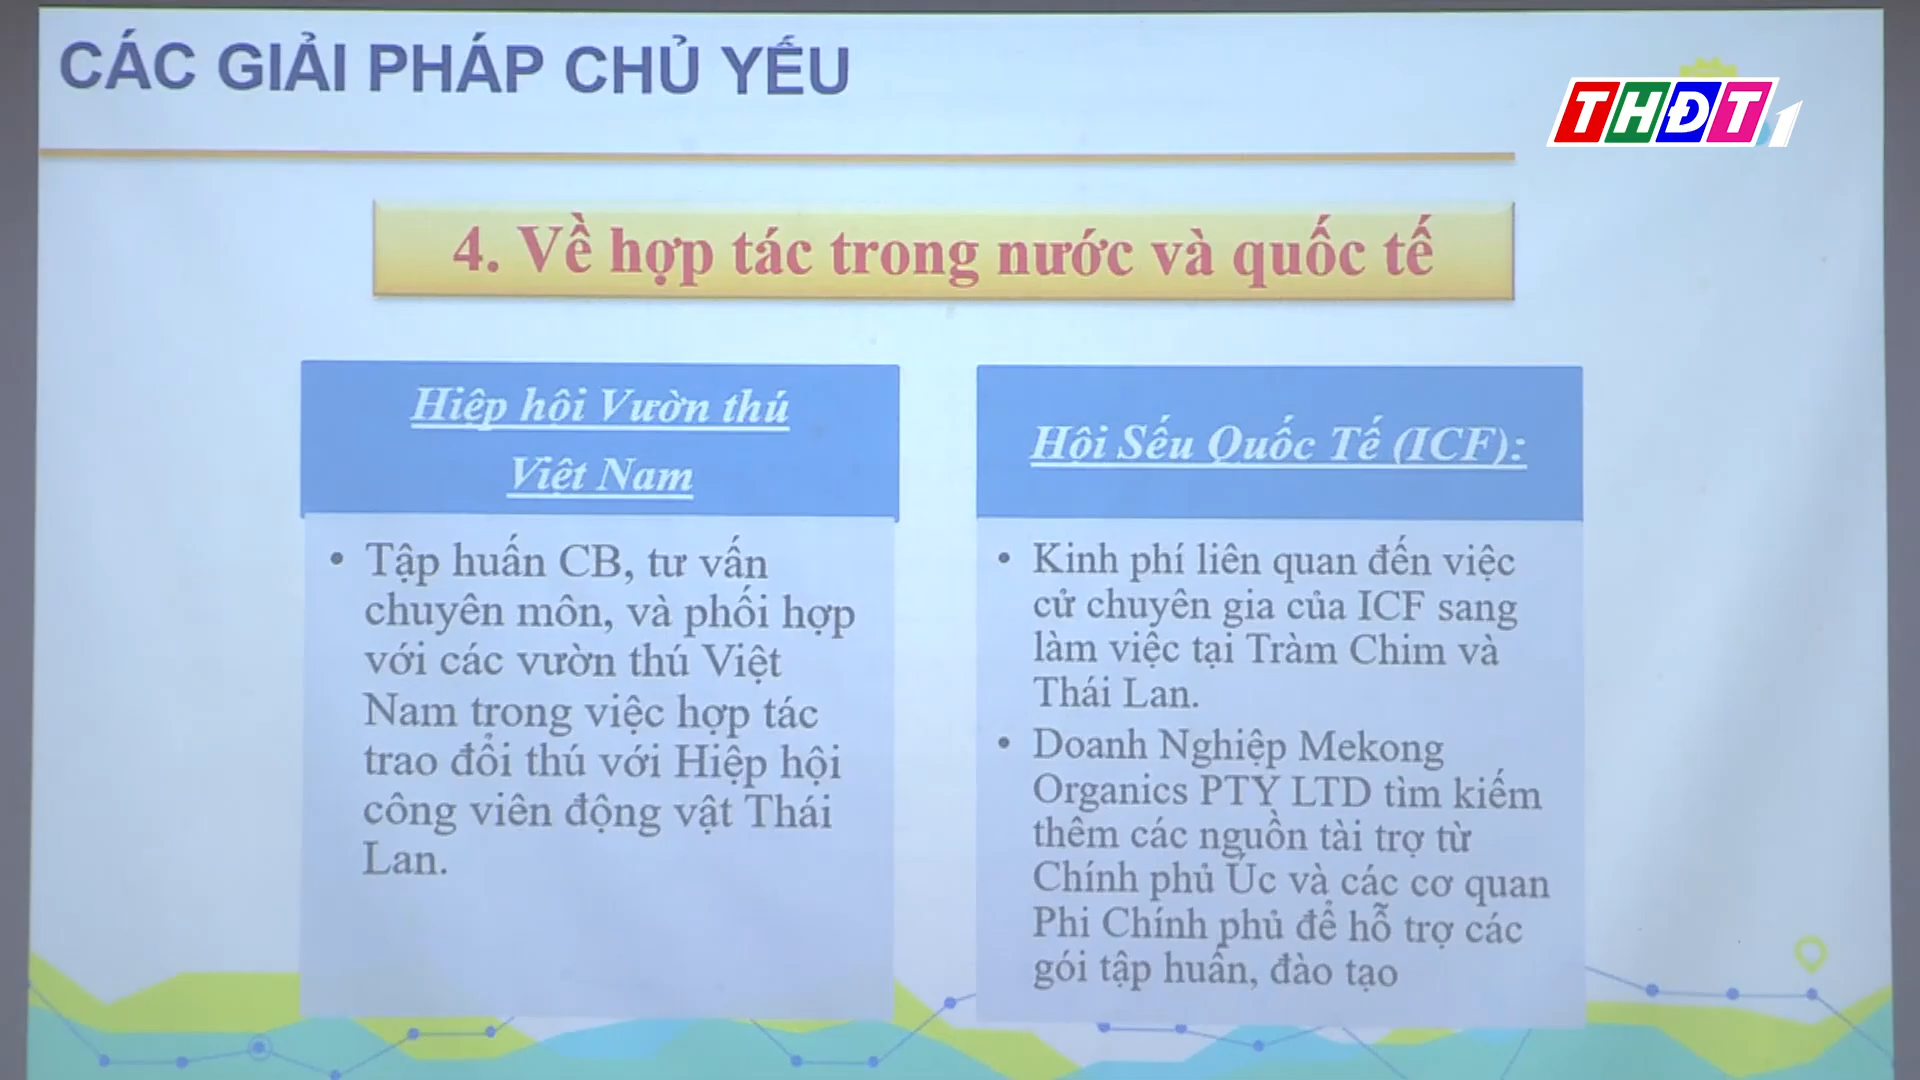 CÁC GIẢI PHÁP CHỦ YẾU
THĐT1
4. Về hợp tác trong nước và quốc tế
Hiệp hội Vườn thú
Việt Nam
• Tập huấn CB, tư vấn
chuyên môn, và phối hợp
với các vườn thú Việt
Nam trong việc hợp tác
trao đổi thú với Hiệp hội
công viên động vật Thái
Lan.
Hội Sếu Quốc Tế (ICF):
• Kinh phí liên quan đến việc
cử chuyên gia của ICF sang
làm việc tại Tràm Chim và
Thái Lan.
• Doanh Nghiệp Mekong
Organics PTY LTD tìm kiếm
thêm các nguồn tài trợ từ
Chính phủ Úc và các cơ quan
Phi Chính phủ để hỗ trợ các
gói tập huấn, đào tạo